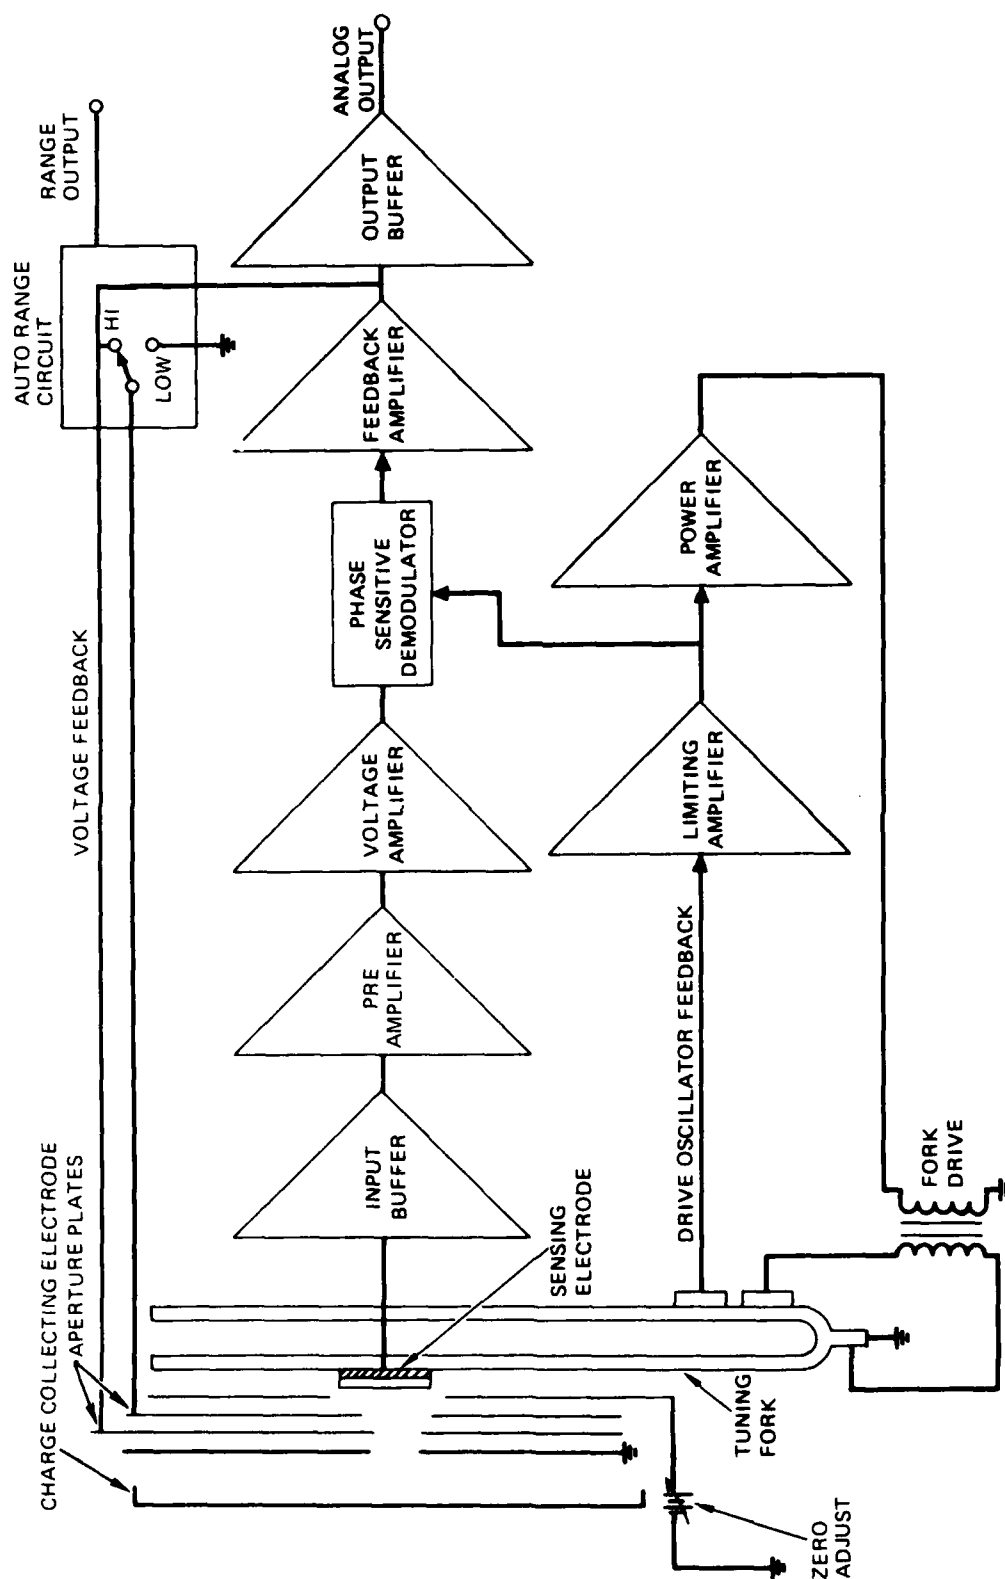 CHARGE COLLECTING ELECTRODE
APERTURE PLATES
VOLTAGE FEEDBACK
AUTO RANGE
CIRCUIT
HI
LOW
RANGE
OUTPUT
SENSING
ELECTRODE
INPUT
BUFFER
PRE
AMPLIFIER
VOLTAGE
AMPLIFIER
PHASE
SENSITIVE
DEMODULATOR
FEEDBACK
AMPLIFIER
OUTPUT
BUFFER
ANALOG
OUTPUT
ZERO
ADJUST
TUNING
FORK
DRIVE OSCILLATOR FEEDBACK
LIMITING
AMPLIFIER
POWER
AMPLIFIER
FORK
DRIVE